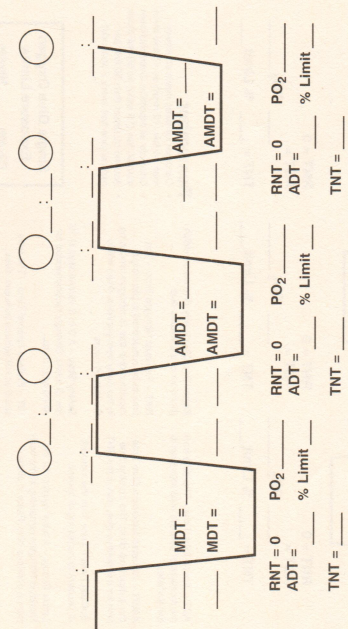 MDT =
MDT =
AMDT =
AMDT =
AMDT =
AMDT =
RNT = 0
ADT =
TNT =
PO2
% Limit
RNT = 0
ADT =
TNT =
PO2
% Limit
RNT = 0
ADT =
TNT =
PO2
% Limit